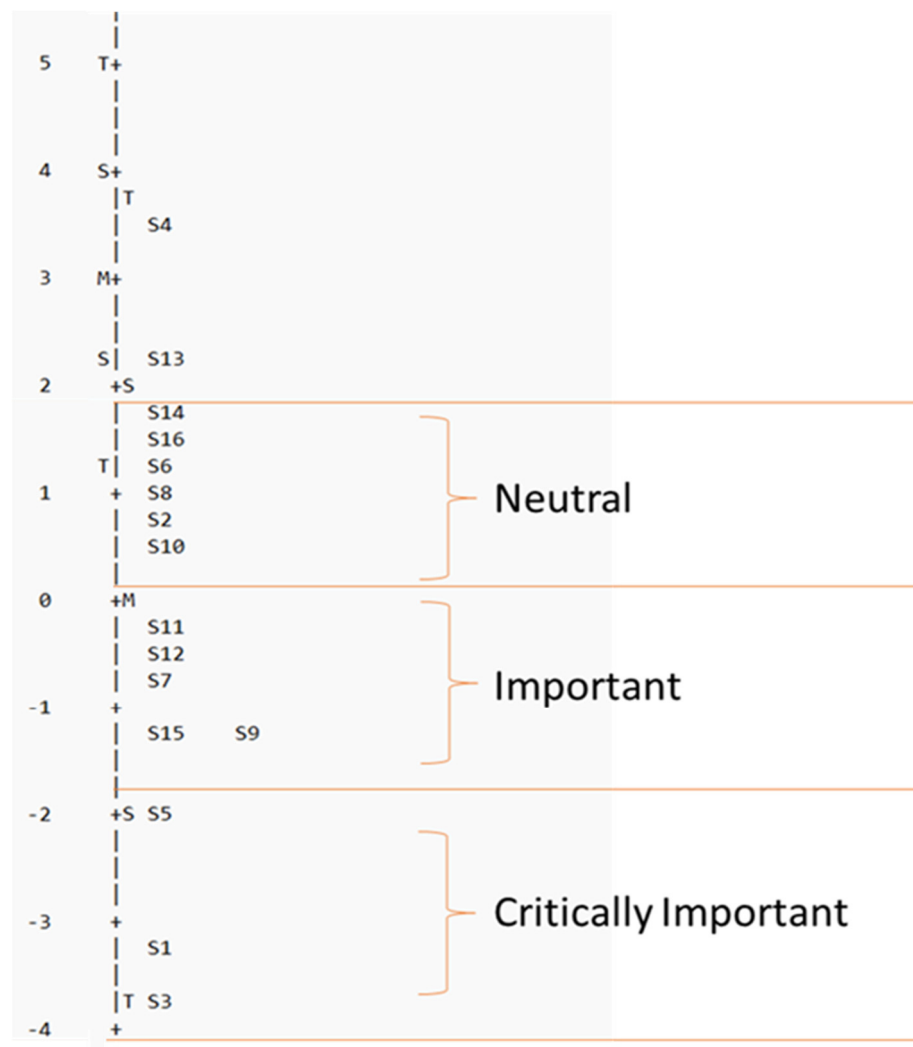 |
|
5 T+
|
|
|
4 S+
|T
| S4
|
3 M+
|
|
S| S13
2 +S
| S14
| S16
T| S6
1 + S8
| S2
| S10
|
Neutral
0 +M
| S11
| S12
| S7
-1 +
| S15 S9
|
|
Important
-2 +S S5
|
|
|
-3 +
| S1
|
|T S3
-4 +
Critically Important